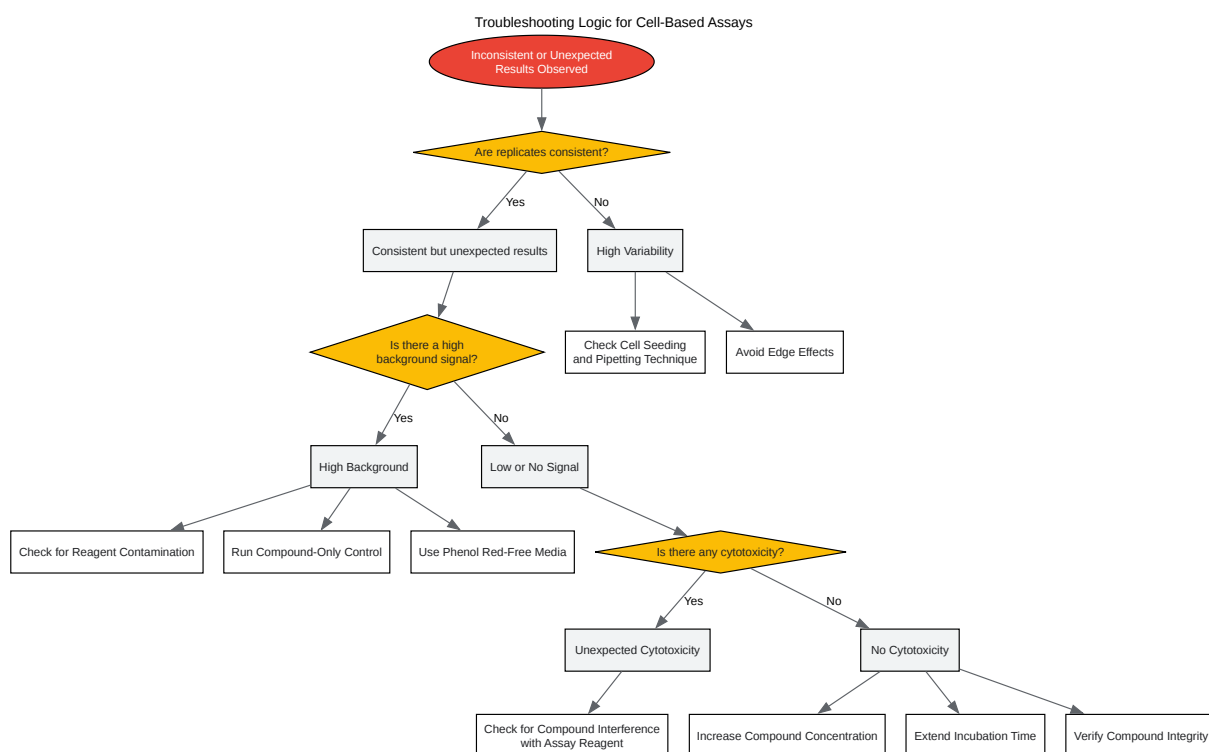 Troubleshooting Logic for Cell-Based Assays
Inconsistent or Unexpected
Results Observed
Are replicates consistent?
Yes
No
Consistent but unexpected results
High Variability
Is there a high
background signal?
Check Cell Seeding
and Pipetting Technique
Avoid Edge Effects
Yes
No
High Background
Low or No Signal
Check for Reagent Contamination
Run Compound-Only Control
Use Phenol Red-Free Media
Is there any cytotoxicity?
Yes
No
Unexpected Cytotoxicity
No Cytotoxicity
Check for Compound Interference
with Assay Reagent
Increase Compound Concentration
Extend Incubation Time
Verify Compound Integrity